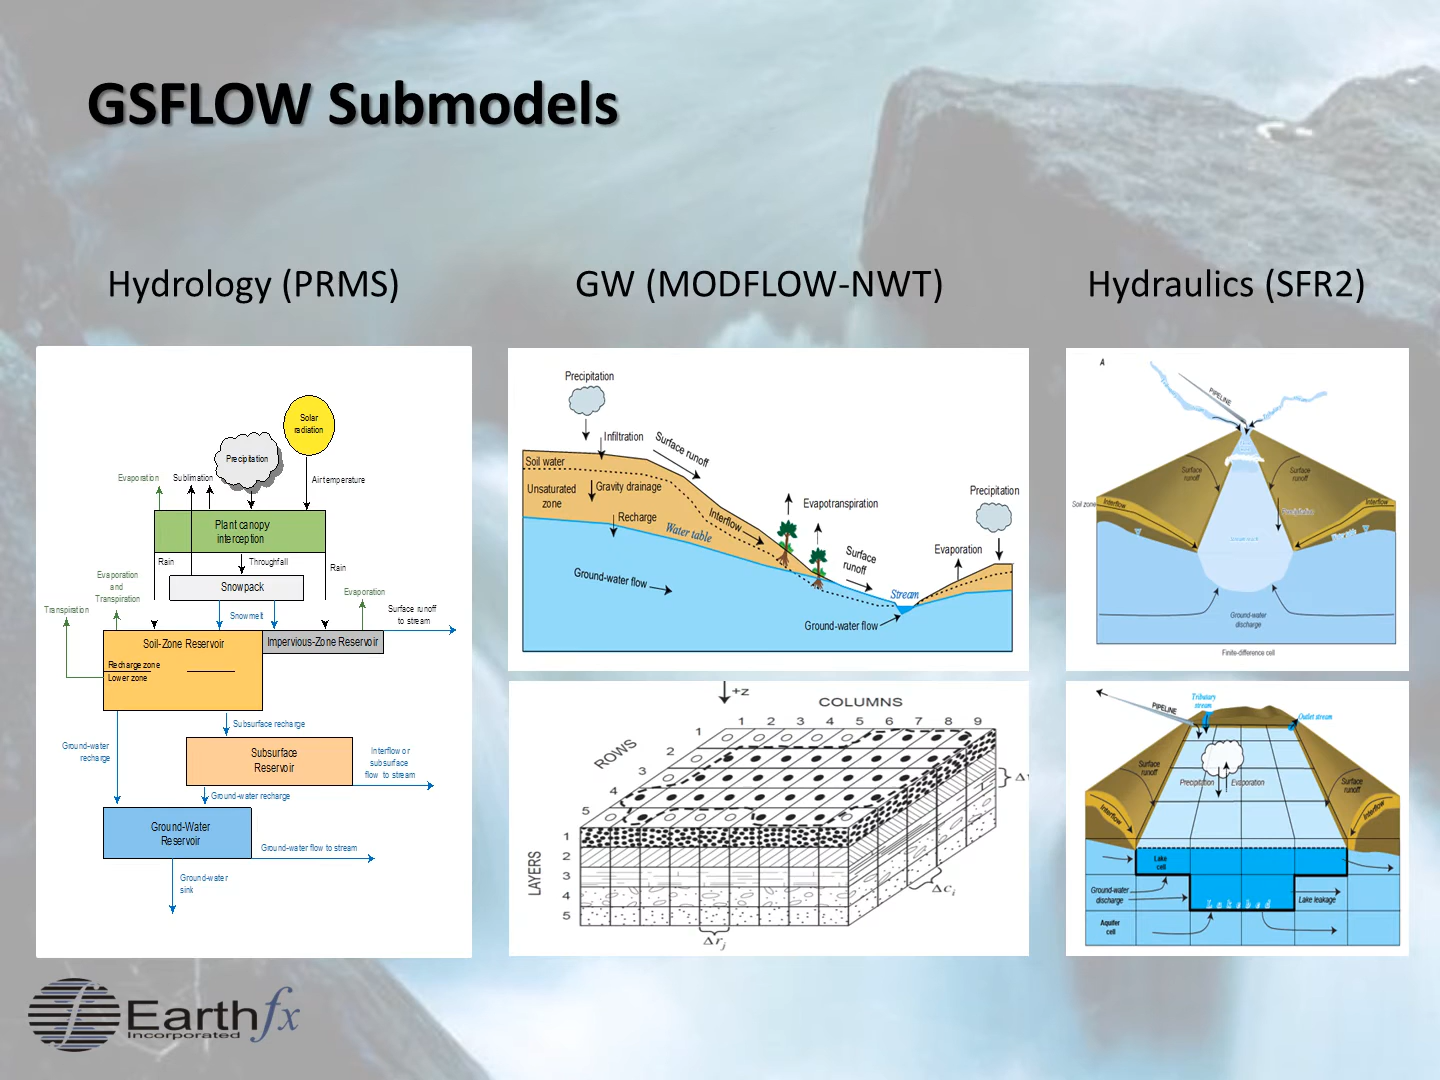 GSFLOW Submodels
Hydrology (PRMS)
GW (MODFLOW-NWT)
Hydraulics (SFR2)
Solar
radiation
Precipitation
Evaporation
Sublimation
Air temperature
Plant canopy
interception
Rain
Throughfall
Rain
Evaporation
and
Transpiration
Snowpack
Transpiration
Snowmelt
Evaporation
Surface runoff
to stream
Soil-Zone Reservoir
Impervious-Zone Reservoir
Recharge zone
Lower zone
Subsurface recharge
Ground-water
recharge
Subsurface
Reservoir
Interflow or
subsurface
flow to stream
Ground-water recharge
Ground-Water
Reservoir
Ground-water flow to stream
Ground-water
sink
Precipitation
Infiltration
Surface runoff
Soil water
Unsaturated
zone
Gravity drainage
Recharge
Water table
Interflow
Evapotranspiration
Precipitation
Surface
runoff
Evaporation
Ground-water flow
Stream
Ground-water flow
+z
COLUMNS
1 2 3 4 5 6 7 8 9
ROWS
1
2
3
4
5
LAYERS
1
2
3
4
5
Δrj
Δci
A
PIPELINE
Surface
runoff
Surface
runoff
Soil zone
Interflow
Interflow
Precipitation
Ground-water
discharge
Finite-difference cell
PIPELINE
Tributary
stream
Outlet stream
Surface
runoff
Precipitation
Evaporation
Surface
runoff
Interflow
Interflow
Lake
cell
Ground-water
discharge
Lakebed
Lake leakage
Aquifer
cell
Earthfx
Incorporated